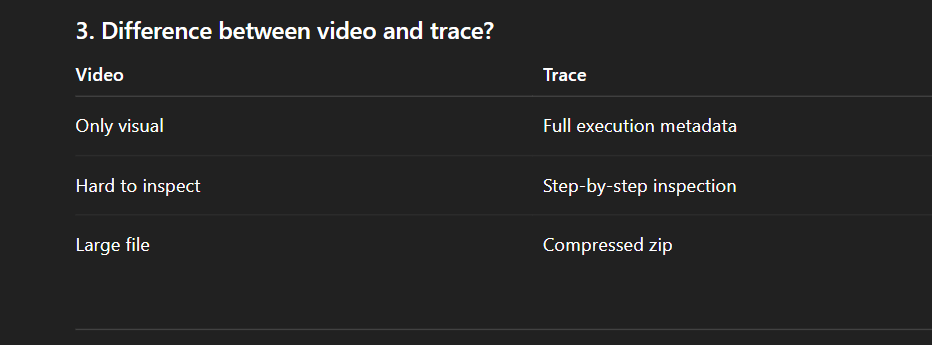 3. Difference between video and trace?
Video Trace
Only visual Full execution metadata
Hard to inspect Step-by-step inspection
Large file Compressed zip